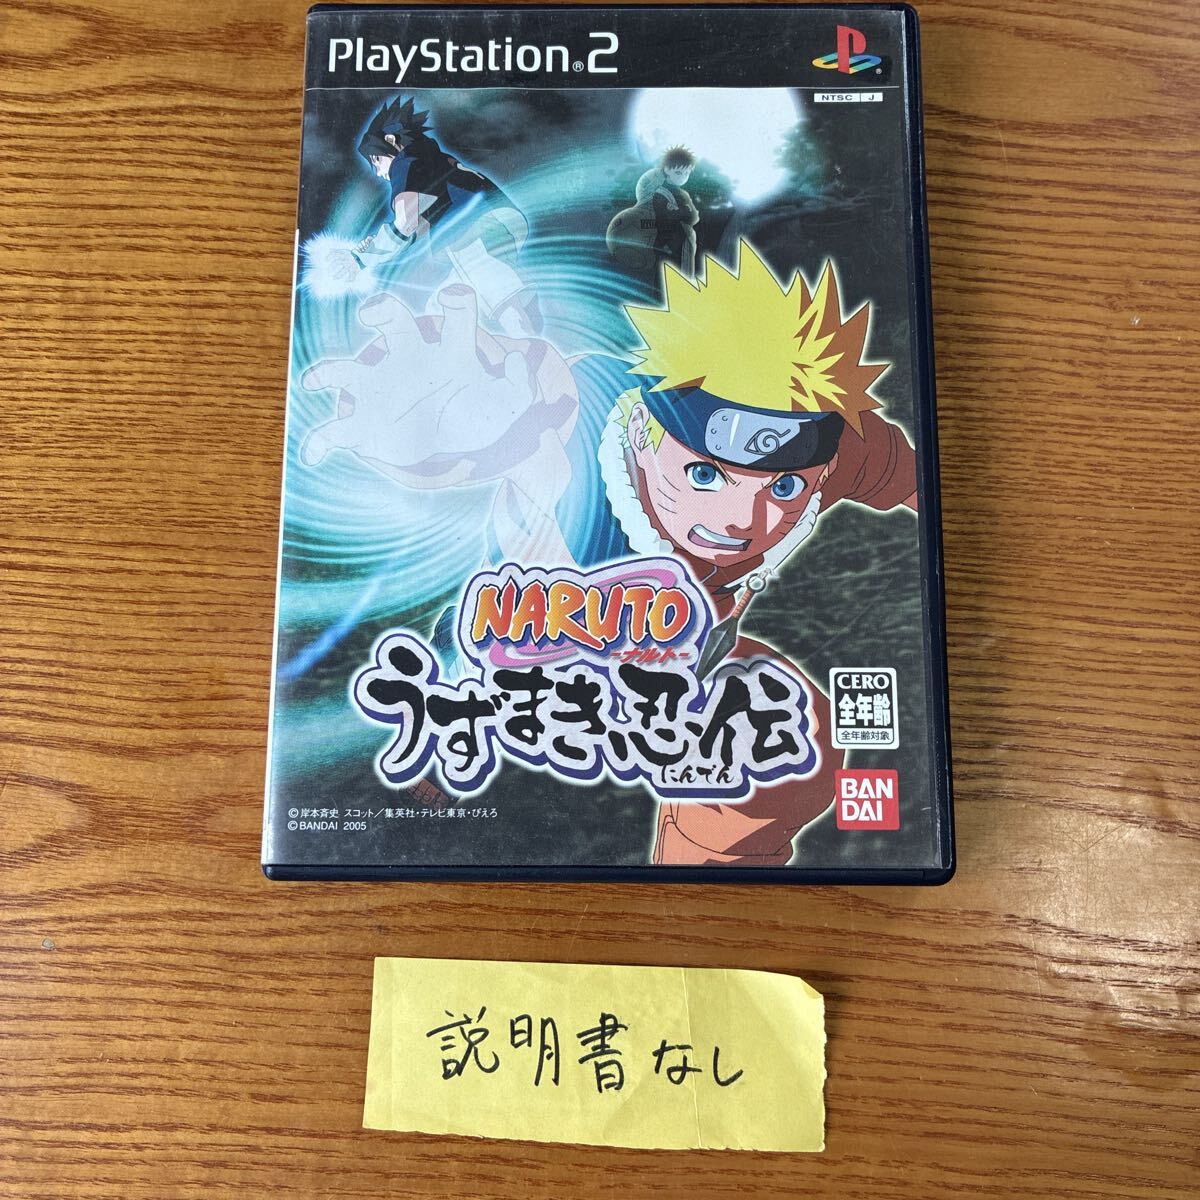 PlayStation®2
NTSC J
NARUTO
-ナルト-
うずまき忍伝
にんでん
CERO
全年齢
全年齢対象
BAN
DAI
© 岸本斉史 スコット／集英社・テレビ東京・ぴえろ
© BANDAI 2005
説明書なし